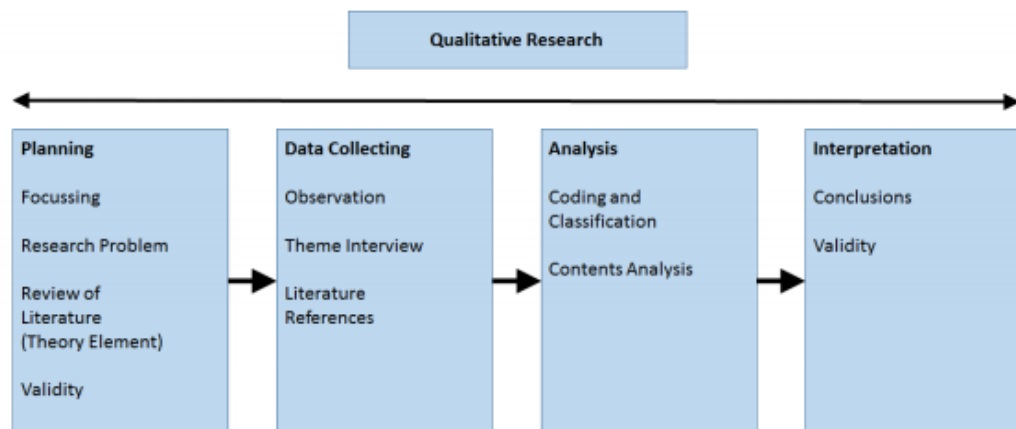 Qualitative Research
Planning
Focussing
Research Problem
Review of
Literature
(Theory Element)
Validity
Data Collecting
Observation
Theme Interview
Literature
References
Analysis
Coding and
Classification
Contents Analysis
Interpretation
Conclusions
Validity